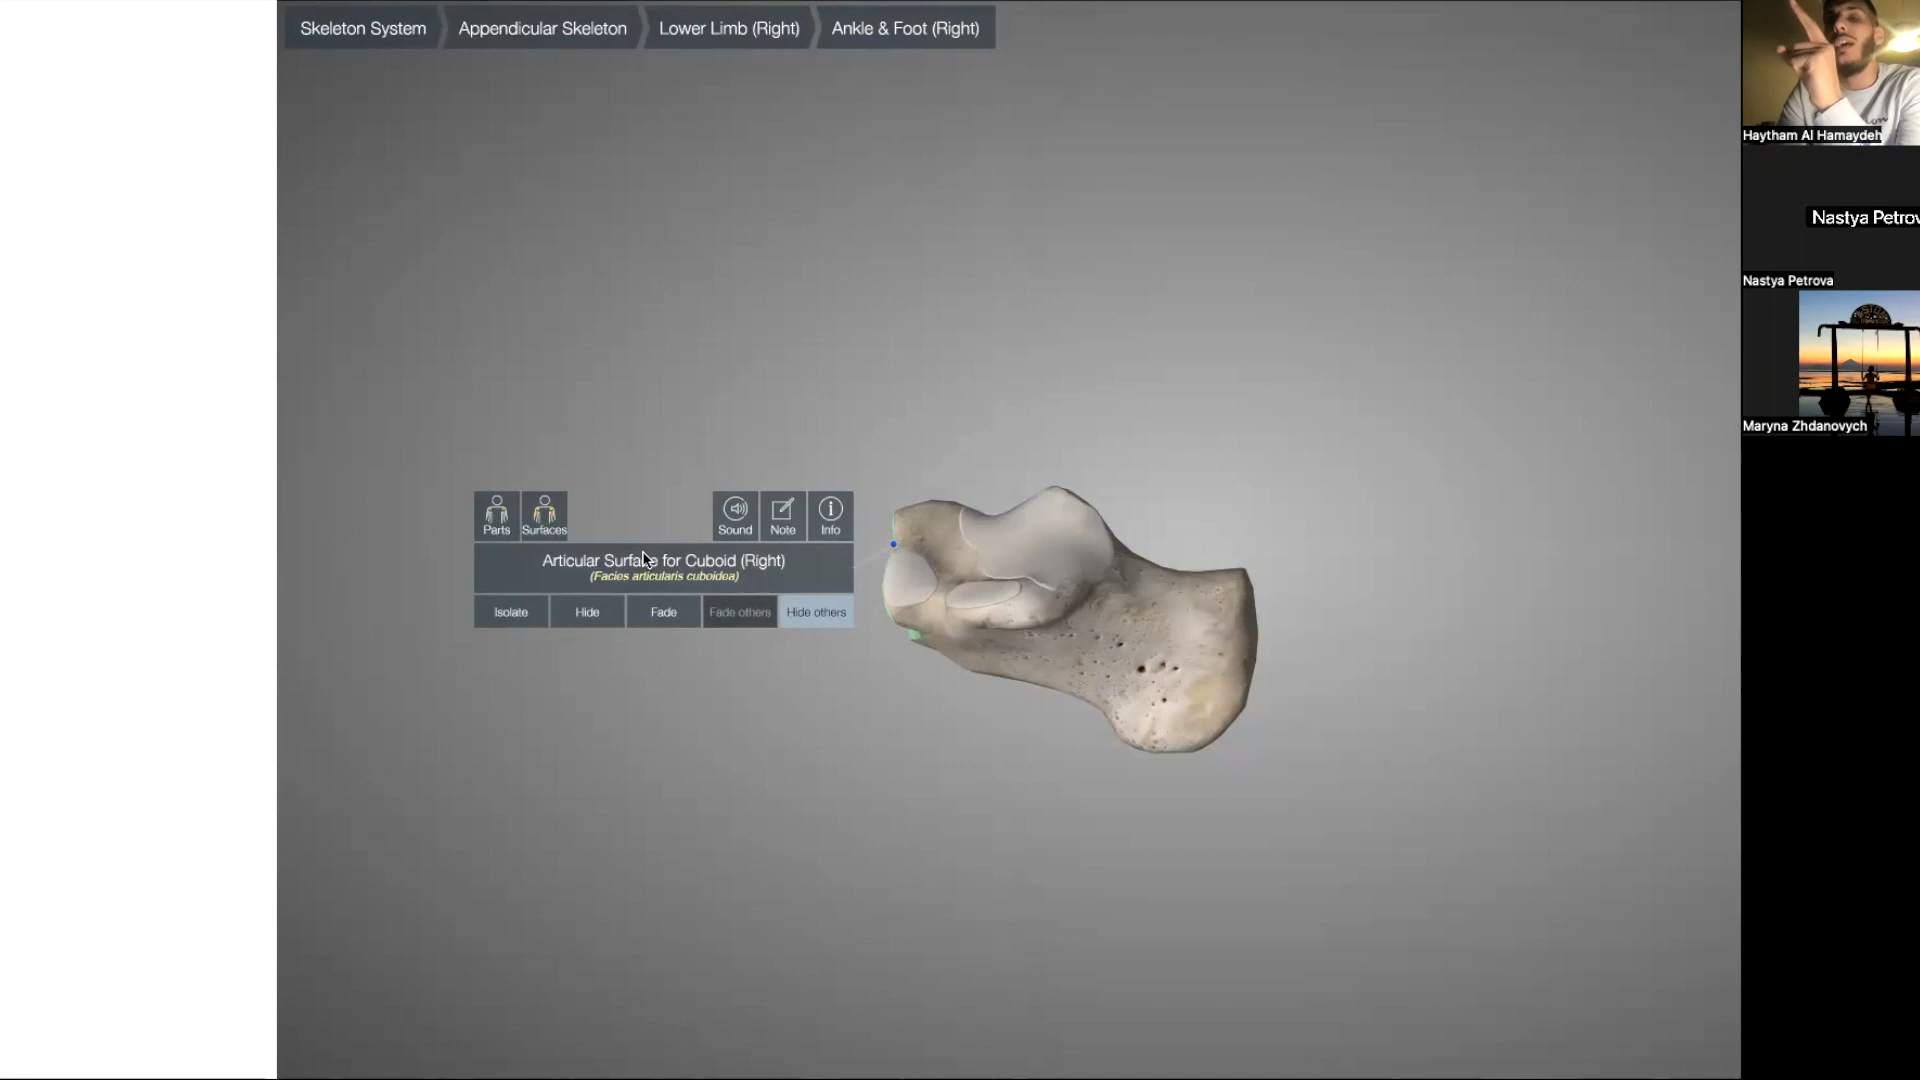 Skeleton System
Appendicular Skeleton
Lower Limb (Right)
Ankle & Foot (Right)
Haytham Al Hamaydeh
Nastya Petrov
Nastya Petrova
Maryna Zhdanovych
Parts
Surfaces
Sound
Note
Info
Articular Surface for Cuboid (Right)
(Facies articularis cuboidea)
Isolate
Hide
Fade
Fade others
Hide others